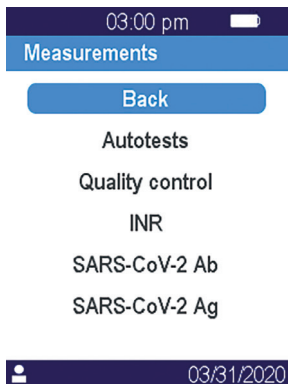 03:00 pm
Measurements
Back
Autotests
Quality control
INR
SARS-CoV-2 Ab
SARS-CoV-2 Ag
03/31/2020